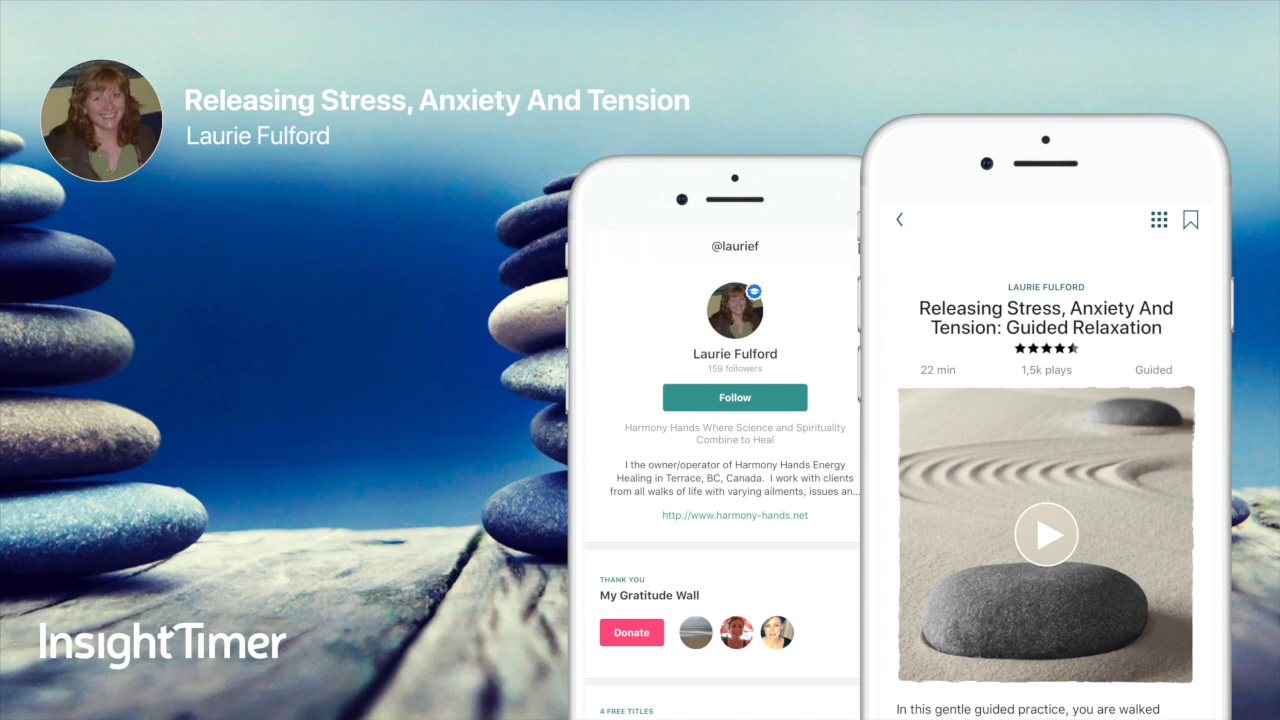 Releasing Stress, Anxiety And Tension
Laurie Fulford
InsightTimer
@laurief
Laurie Fulford
159 followers
Follow
Harmony Hands Where Science and Spirituality
Combine to Heal
I the owner/operator of Harmony Hands Energy
Healing in Terrace, BC, Canada. I work with clients
from all walks of life with varying ailments, issues an...
http://www.harmony-hands.net
THANK YOU
My Gratitude Wall
Donate
4 FREE TITLES
LAURIE FULFORD
Releasing Stress, Anxiety And
Tension: Guided Relaxation
22 min 1,5k plays Guided
In this gentle guided practice, you are walked